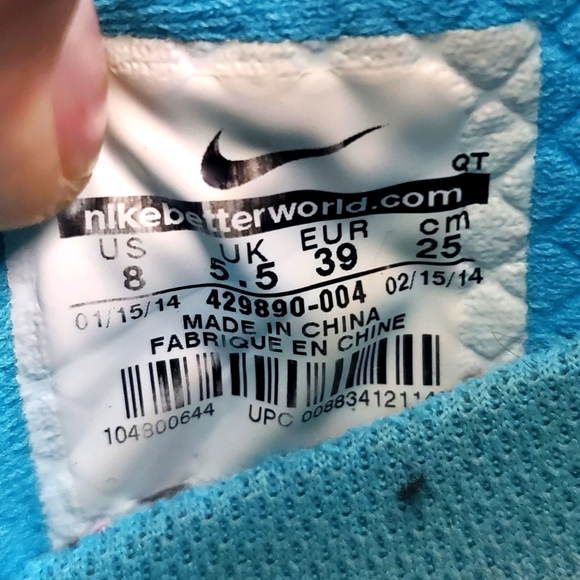 QT
nikebetterworld.com
US UK EUR cm
8 5.5 39 25
01/15/14 429890-004 02/15/14
MADE IN CHINA
FABRIQUE EN CHINE
104800644 UPC